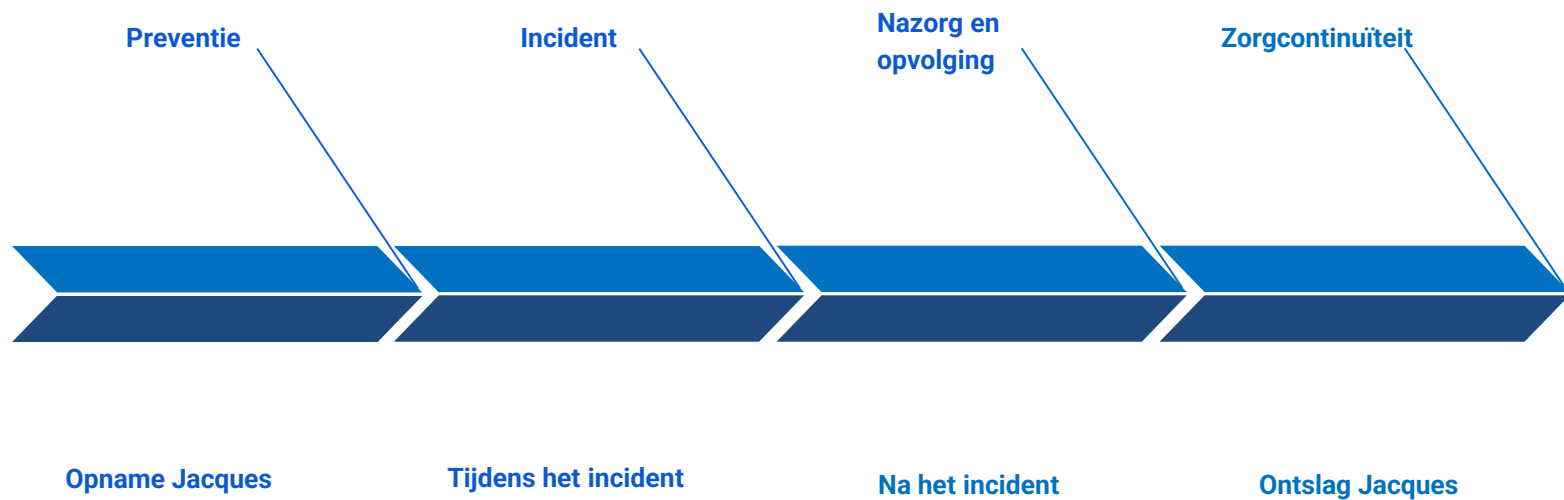 Preventie
Incident
Nazorg en
opvolging
Zorgcontinuïteit
Opname Jacques
Tijdens het incident
Na het incident
Ontslag Jacques